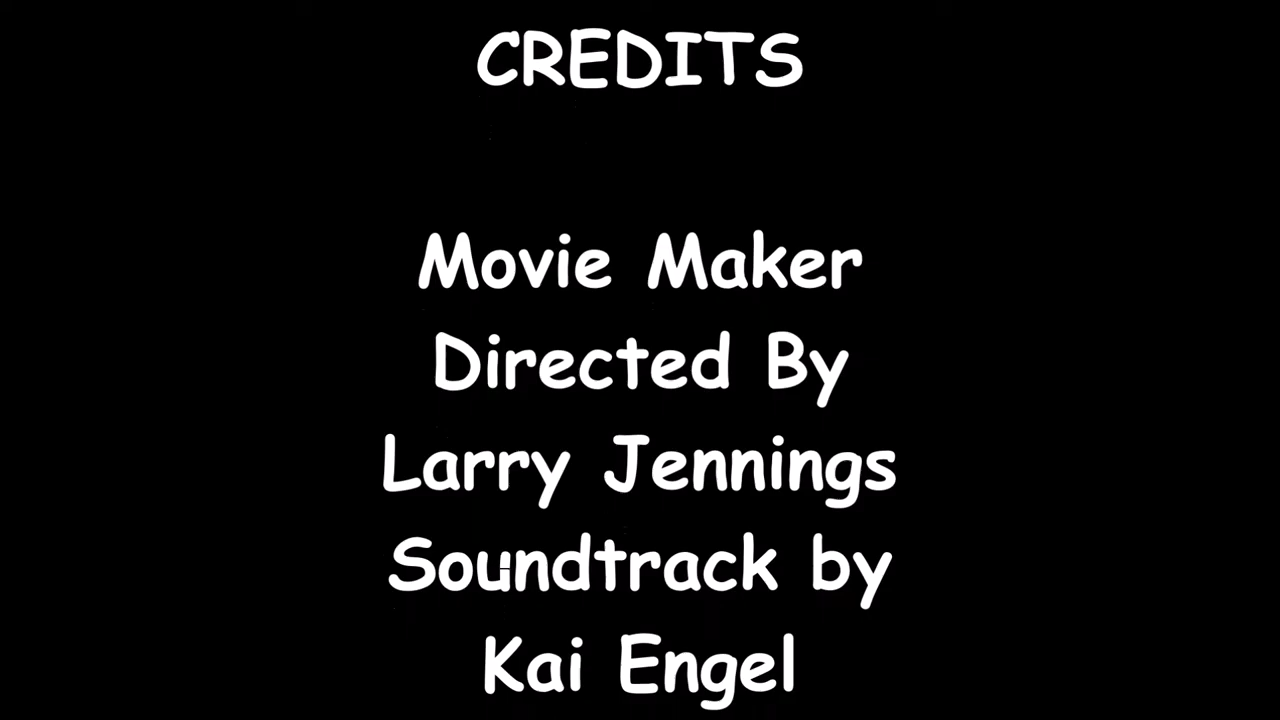 CREDITS
Movie Maker
Directed By
Larry Jennings
Soundtrack by
Kai Engel